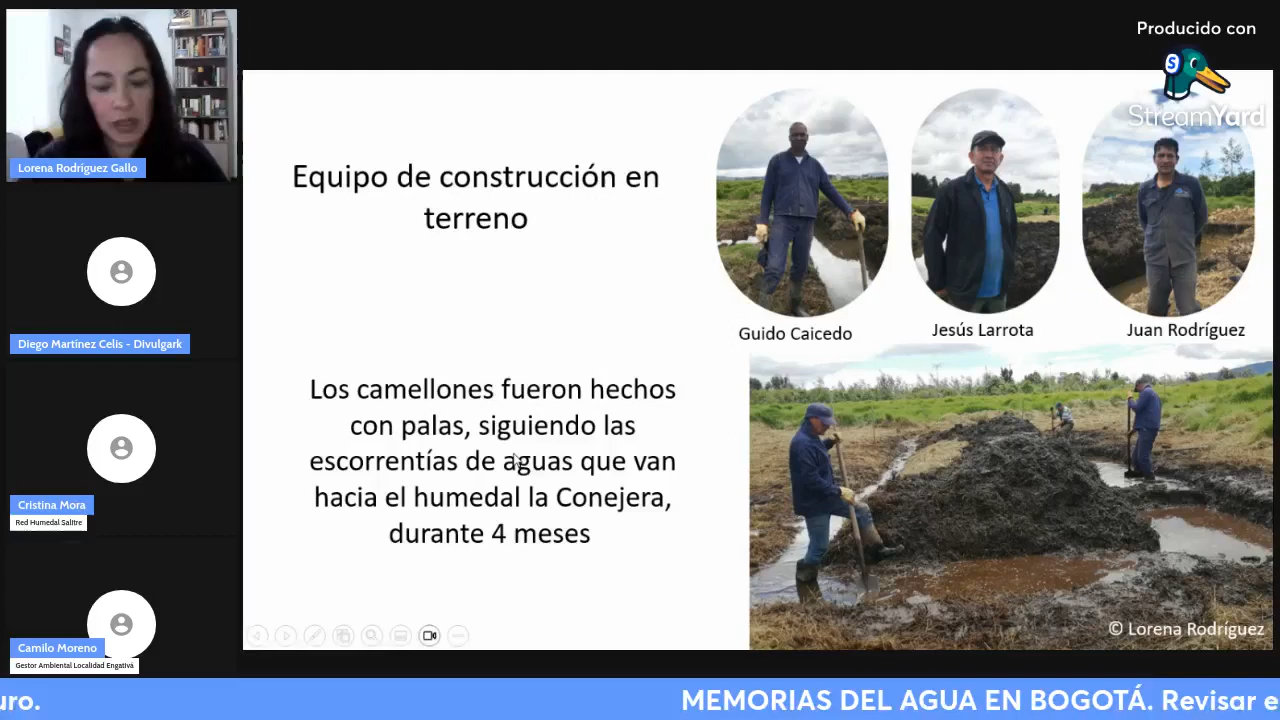 Producido con
StreamYard
Lorena Rodríguez Gallo
Diego Martínez Celis - Divulgark
Cristina Mora
Red Humedal Salitre
Camilo Moreno
Gestor Ambiental Localidad Engativá
Equipo de construcción en
terreno
Guido Caicedo
Jesús Larrota
Juan Rodríguez
Los camellones fueron hechos
con palas, siguiendo las
escorrentías de aguas que van
hacia el humedal la Conejera,
durante 4 meses
© Lorena Rodríguez
uro.
MEMORIAS DEL AGUA EN BOGOTÁ. Revisar e